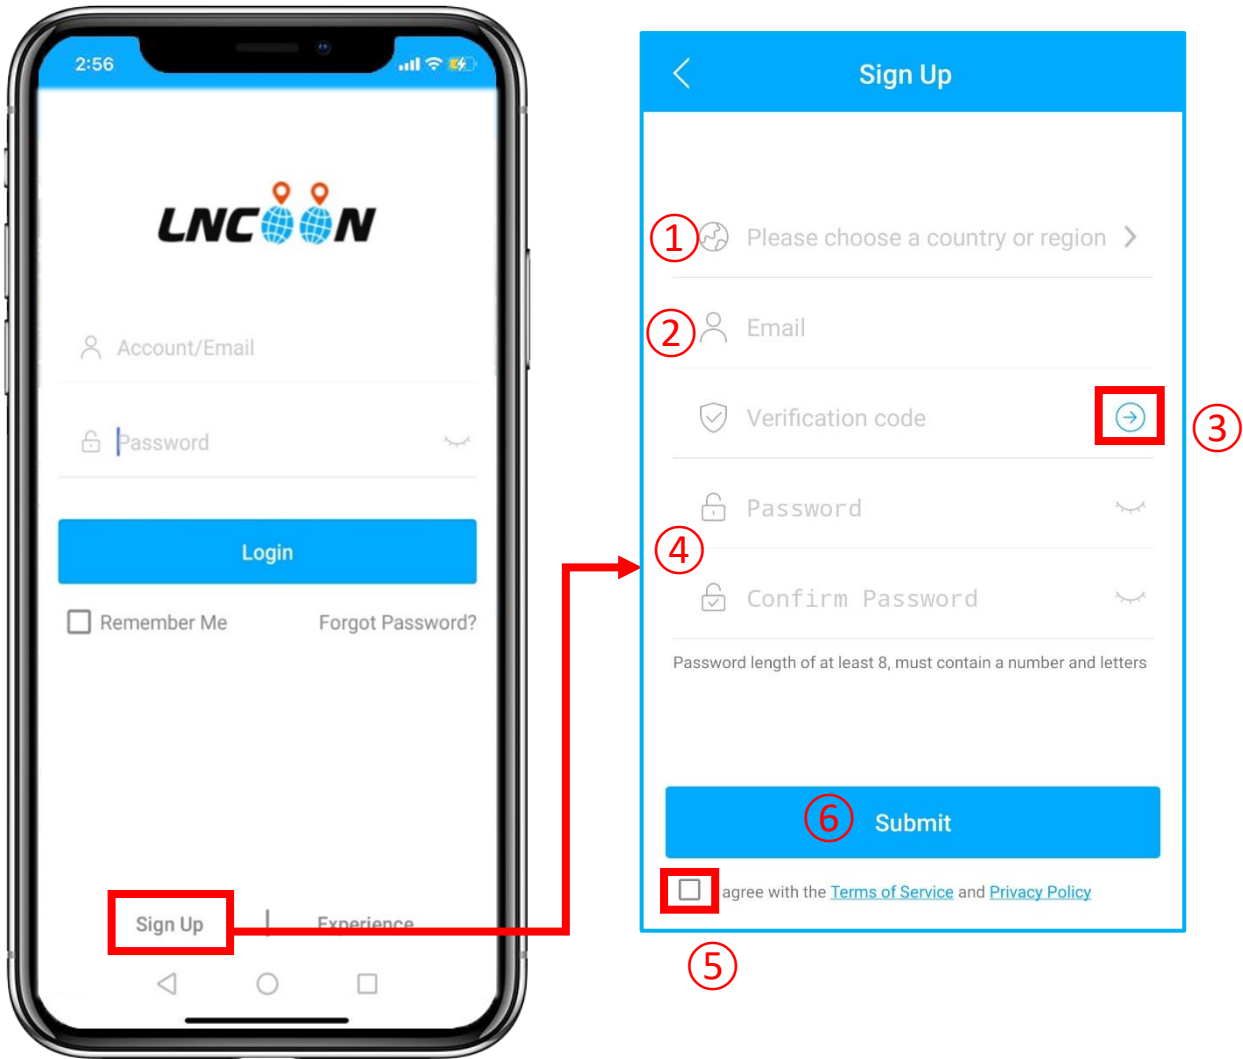 2:56
LNCOON
Account/Email
Password
Login
Remember Me
Forgot Password?
Sign Up | Experience
Sign Up
① Please choose a country or region
② Email
Verification code ③
Password
④
Confirm Password
Password length of at least 8, must contain a number and letters
⑥ Submit
agree with the Terms of Service and Privacy Policy
⑤